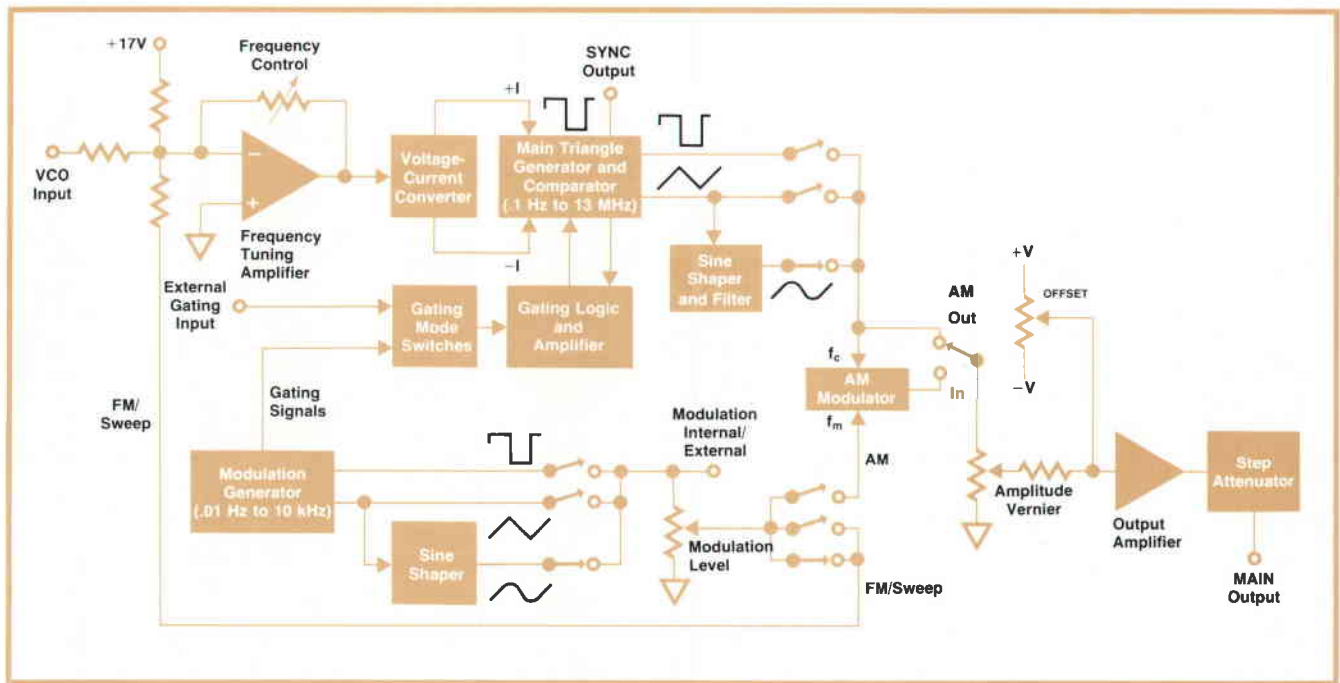 +17V
Frequency
Control
VCO
Input
−
+
Frequency
Tuning
Amplifier
Voltage-
Current
Converter
+I
−I
SYNC
Output
Main Triangle
Generator and
Comparator
(.1 Hz to 13 MHz)
Sine
Shaper
and Filter
External
Gating
Input
Gating
Mode
Switches
Gating Logic
and
Amplifier
Gating
Signals
FM/
Sweep
Modulation
Generator
(.01 Hz to 10 kHz)
Sine
Shaper
Modulation
Internal/
External
Modulation
Level
fc
AM
Modulator
fm
AM
FM/Sweep
AM
Out
In
+V
OFFSET
−V
Amplitude
Vernier
Output
Amplifier
Step
Attenuator
MAIN
Output